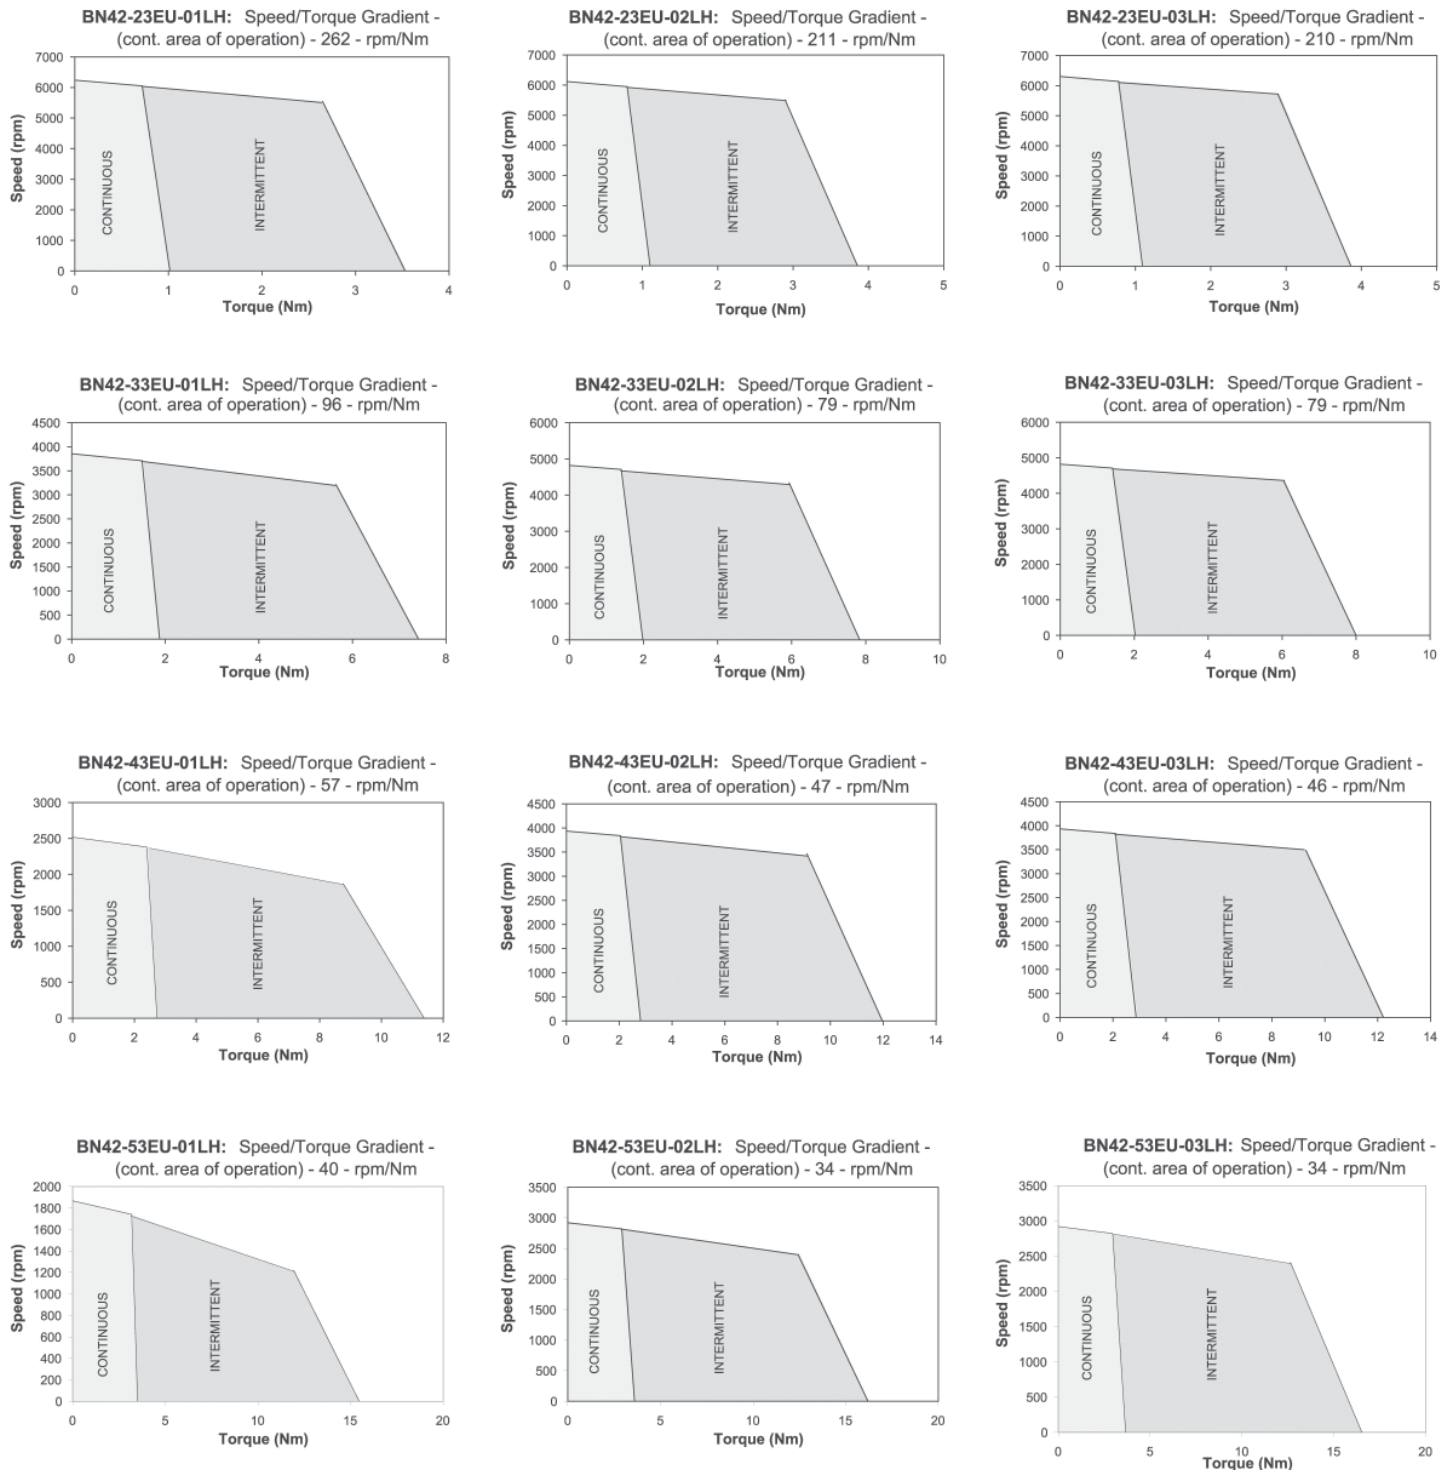 BN42-23EU-01LH: Speed/Torque Gradient -
(cont. area of operation) - 262 - rpm/Nm
7000
6000
5000
4000
3000
2000
1000
0
Speed (rpm)
CONTINUOUS
INTERMITTENT
0 1 2 3 4
Torque (Nm)
BN42-23EU-02LH: Speed/Torque Gradient -
(cont. area of operation) - 211 - rpm/Nm
7000
6000
5000
4000
3000
2000
1000
0
Speed (rpm)
CONTINUOUS
INTERMITTENT
0 1 2 3 4 5
Torque (Nm)
BN42-23EU-03LH: Speed/Torque Gradient -
(cont. area of operation) - 210 - rpm/Nm
7000
6000
5000
4000
3000
2000
1000
0
Speed (rpm)
CONTINUOUS
INTERMITTENT
0 1 2 3 4 5
Torque (Nm)
BN42-33EU-01LH: Speed/Torque Gradient -
(cont. area of operation) - 96 - rpm/Nm
4500
4000
3500
3000
2500
2000
1500
1000
500
0
Speed (rpm)
CONTINUOUS
INTERMITTENT
0 2 4 6 8
Torque (Nm)
BN42-33EU-02LH: Speed/Torque Gradient -
(cont. area of operation) - 79 - rpm/Nm
6000
5000
4000
3000
2000
1000
0
Speed (rpm)
CONTINUOUS
INTERMITTENT
0 2 4 6 8 10
Torque (Nm)
BN42-33EU-03LH: Speed/Torque Gradient -
(cont. area of operation) - 79 - rpm/Nm
6000
5000
4000
3000
2000
1000
0
Speed (rpm)
CONTINUOUS
INTERMITTENT
0 2 4 6 8 10
Torque (Nm)
BN42-43EU-01LH: Speed/Torque Gradient -
(cont. area of operation) - 57 - rpm/Nm
3000
2500
2000
1500
1000
500
0
Speed (rpm)
CONTINUOUS
INTERMITTENT
0 2 4 6 8 10 12
Torque (Nm)
BN42-43EU-02LH: Speed/Torque Gradient -
(cont. area of operation) - 47 - rpm/Nm
4500
4000
3500
3000
2500
2000
1500
1000
500
0
Speed (rpm)
CONTINUOUS
INTERMITTENT
0 2 4 6 8 10 12 14
Torque (Nm)
BN42-43EU-03LH: Speed/Torque Gradient -
(cont. area of operation) - 46 - rpm/Nm
4500
4000
3500
3000
2500
2000
1500
1000
500
0
Speed (rpm)
CONTINUOUS
INTERMITTENT
0 2 4 6 8 10 12 14
Torque (Nm)
BN42-53EU-01LH: Speed/Torque Gradient -
(cont. area of operation) - 40 - rpm/Nm
2000
1800
1600
1400
1200
1000
800
600
400
200
0
Speed (rpm)
CONTINUOUS
INTERMITTENT
0 5 10 15 20
Torque (Nm)
BN42-53EU-02LH: Speed/Torque Gradient -
(cont. area of operation) - 34 - rpm/Nm
3500
3000
2500
2000
1500
1000
500
0
Speed (rpm)
CONTINUOUS
INTERMITTENT
0 5 10 15 20
Torque (Nm)
BN42-53EU-03LH: Speed/Torque Gradient -
(cont. area of operation) - 34 - rpm/Nm
3500
3000
2500
2000
1500
1000
500
0
Speed (rpm)
CONTINUOUS
INTERMITTENT
0 5 10 15 20
Torque (Nm)